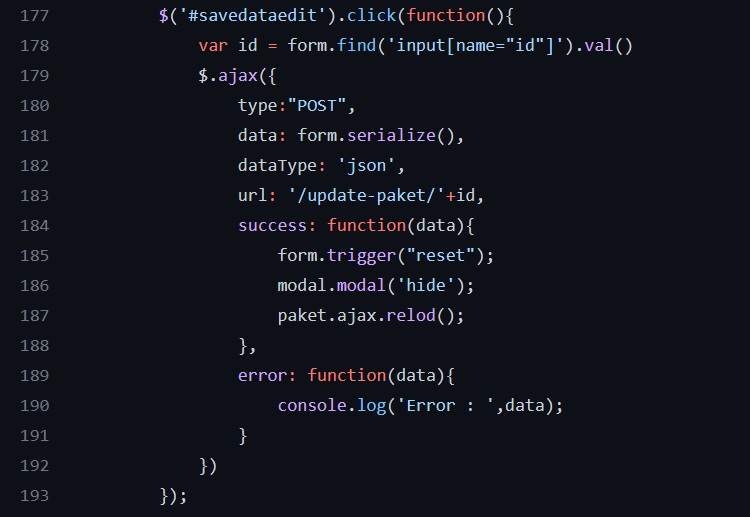 177 $('#savedataedit').click(function(){
178 var id = form.find('input[name="id"]').val()
179 $.ajax({
180 type:"POST",
181 data: form.serialize(),
182 dataType: 'json',
183 url: '/update-paket/'+id,
184 success: function(data){
185 form.trigger("reset");
186 modal.modal('hide');
187 paket.ajax.relod();
188 },
189 error: function(data){
190 console.log('Error : ',data);
191 }
192 })
193 });